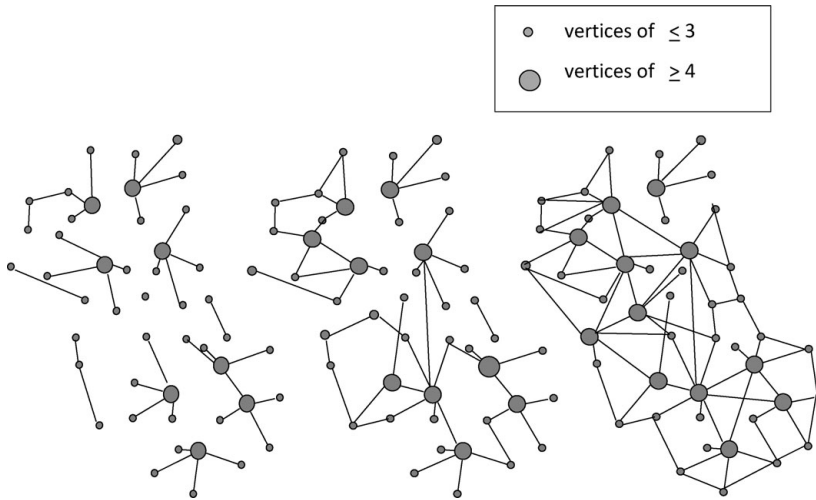 vertices of ≤ 3
vertices of ≥ 4